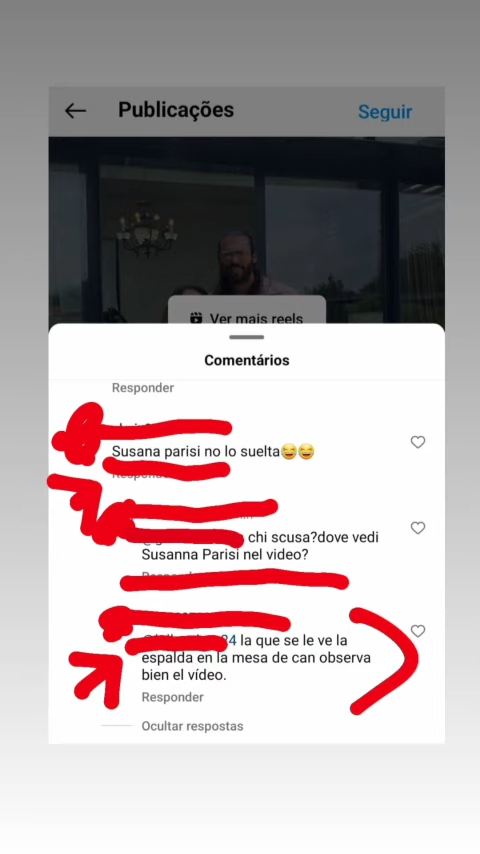 Publicações
Seguir
Ver mais reels
Comentários
Responder
Susana parisi no lo suelta😂😂
chi scusa?dove vedi
Susanna Parisi nel video?
24 la que se le ve la
espalda en la mesa de can observa
bien el vídeo.
Responder
Ocultar respostas